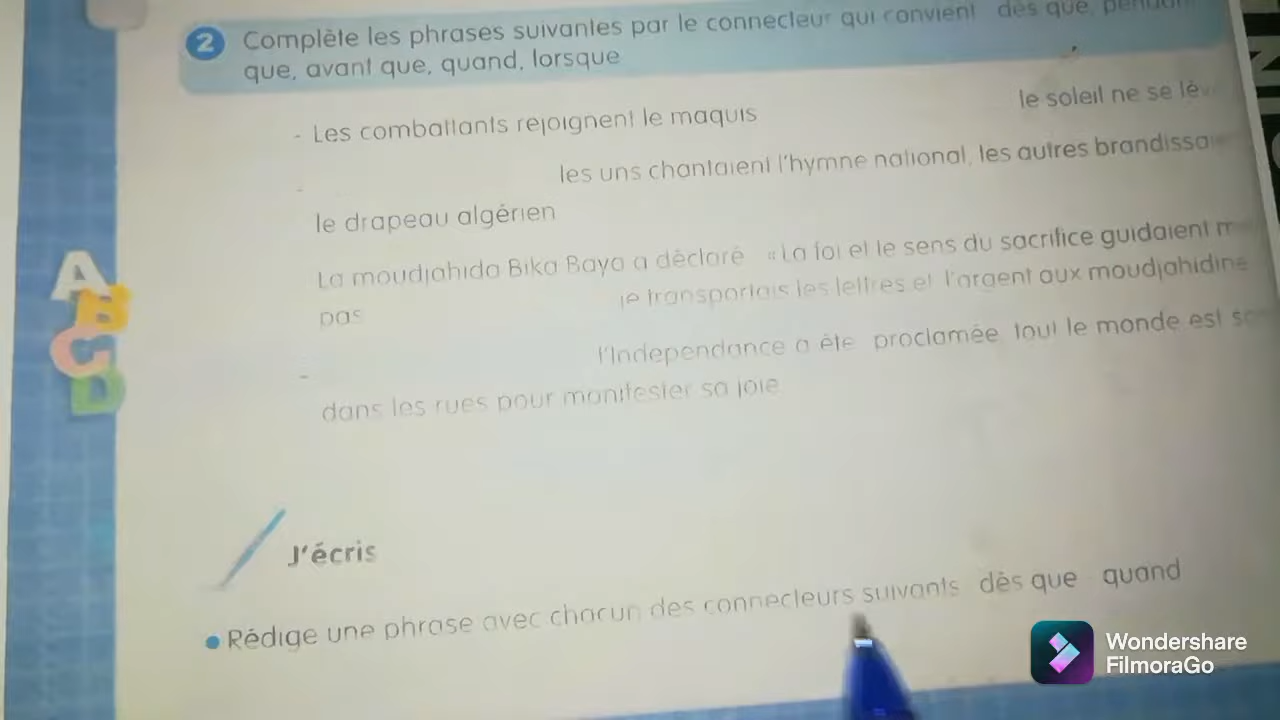 2 Complète les phrases suivantes par le connecteur qui convient dès que,
que, avant que, quand, lorsque
- Les combattants rejoignent le maquis le soleil ne se
- les uns chantaient l'hymne national, les autres
le drapeau algérien
La moudjahida Bika Baya a déclaré « La foi et le sens du sacrifice guidaient
pas je transportais les lettres et l'argent aux
- l'Independance a été proclamée tout le monde est
dans les rues pour manifester sa joie
A
B
C
D
J'écris
• Rédige une phrase avec chacun des connecteurs suivants dès que quand
Wondershare
FilmoraGo